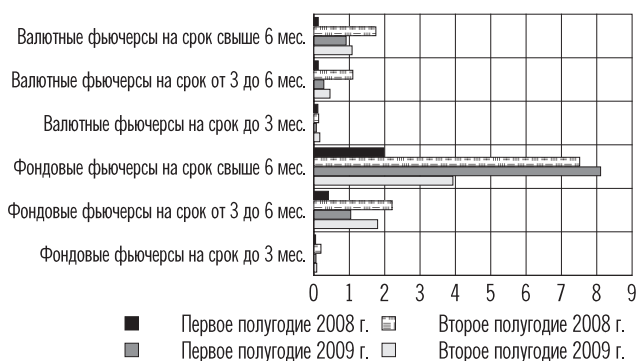 Валютные фьючерсы на срок свыше 6 мес.
Валютные фьючерсы на срок от 3 до 6 мес.
Валютные фьючерсы на срок до 3 мес.
Фондовые фьючерсы на срок свыше 6 мес.
Фондовые фьючерсы на срок от 3 до 6 мес.
Фондовые фьючерсы на срок до 3 мес.
0 1 2 3 4 5 6 7 8 9
Первое полугодие 2008 г. Второе полугодие 2008 г.
Первое полугодие 2009 г. Второе полугодие 2009 г.